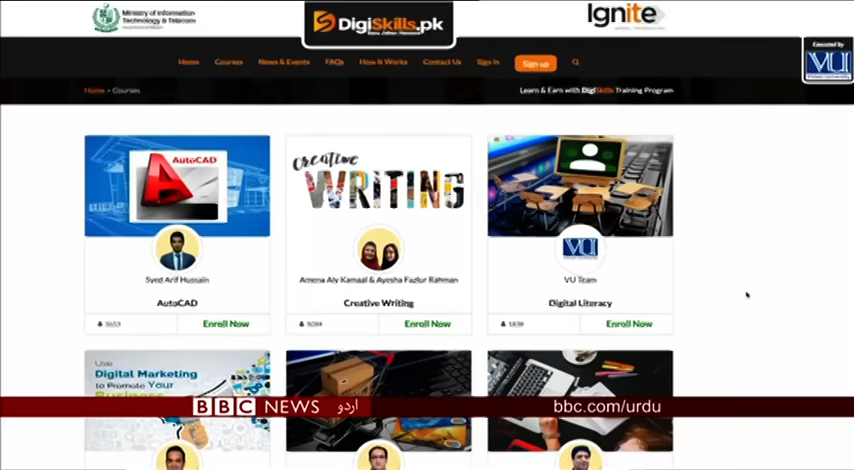 Ministry of Information
Technology & Telecom
DigiSkills.pk
Ignite
Executed by
VU
Home
Courses
News & Events
FAQs
How It Works
Contact Us
Sign In
Sign up
Home » Courses
Learn & Earn with DigiSkills Training Program
AutoCAD
creative
WRITING
VU
Syed Arif Hussain
Amena Aly Kamaal & Ayesha Fazlur Rahman
VU Team
AutoCAD
Creative Writing
Digital Literacy
Enroll Now
Enroll Now
Enroll Now
Use
Digital Marketing
to Promote Your
Business
BBC NEWS اردو
bbc.com/urdu